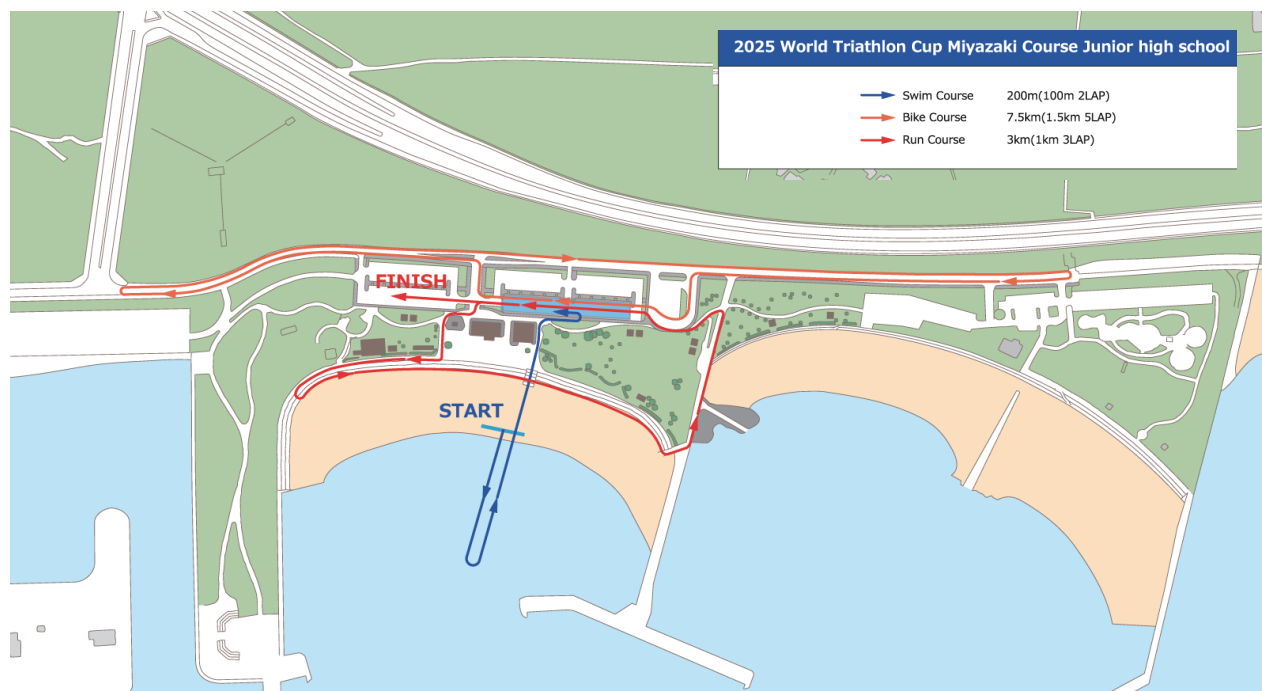 2025 World Triathlon Cup Miyazaki Course Junior high school
Swim Course 200m(100m 2LAP)
Bike Course 7.5km(1.5km 5LAP)
Run Course 3km(1km 3LAP)
FINISH
START